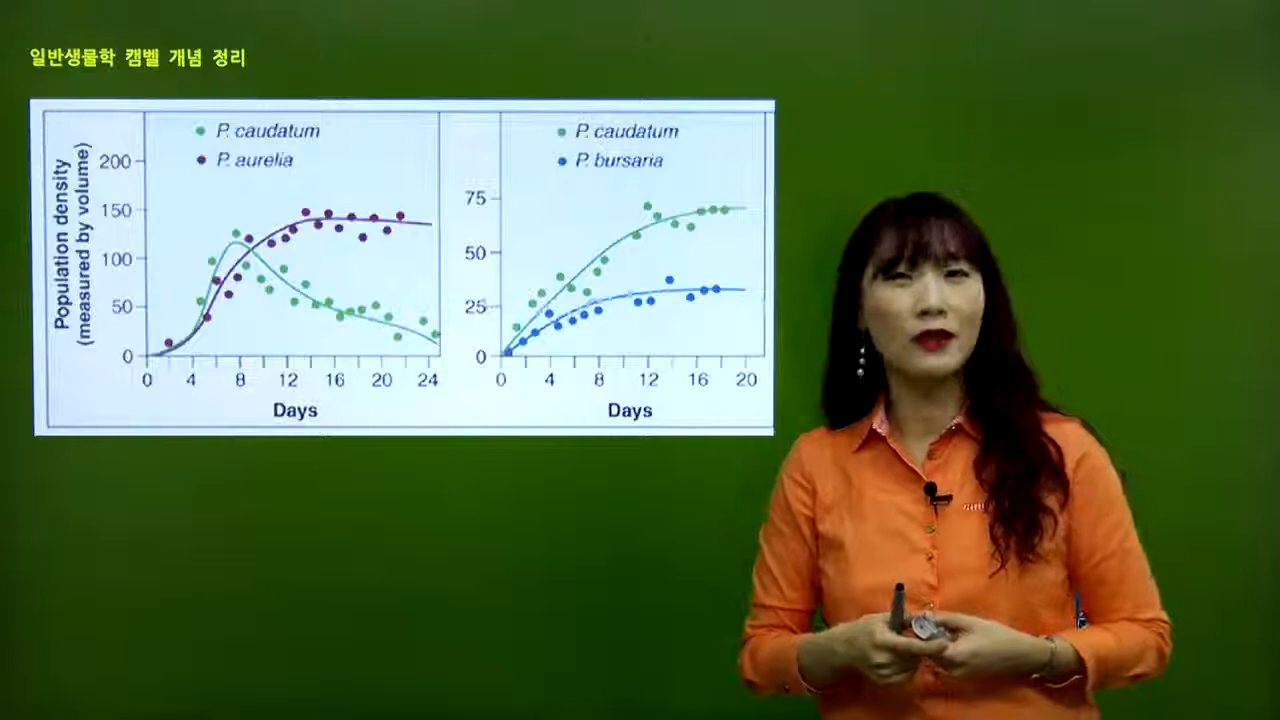 일반생물학 캠벨 개념 정리
P. caudatum
P. aurelia
Population density
(measured by volume)
200
150
100
50
0
0 4 8 12 16 20 24
Days
P. caudatum
P. bursaria
75
50
25
0
0 4 8 12 16 20
Days